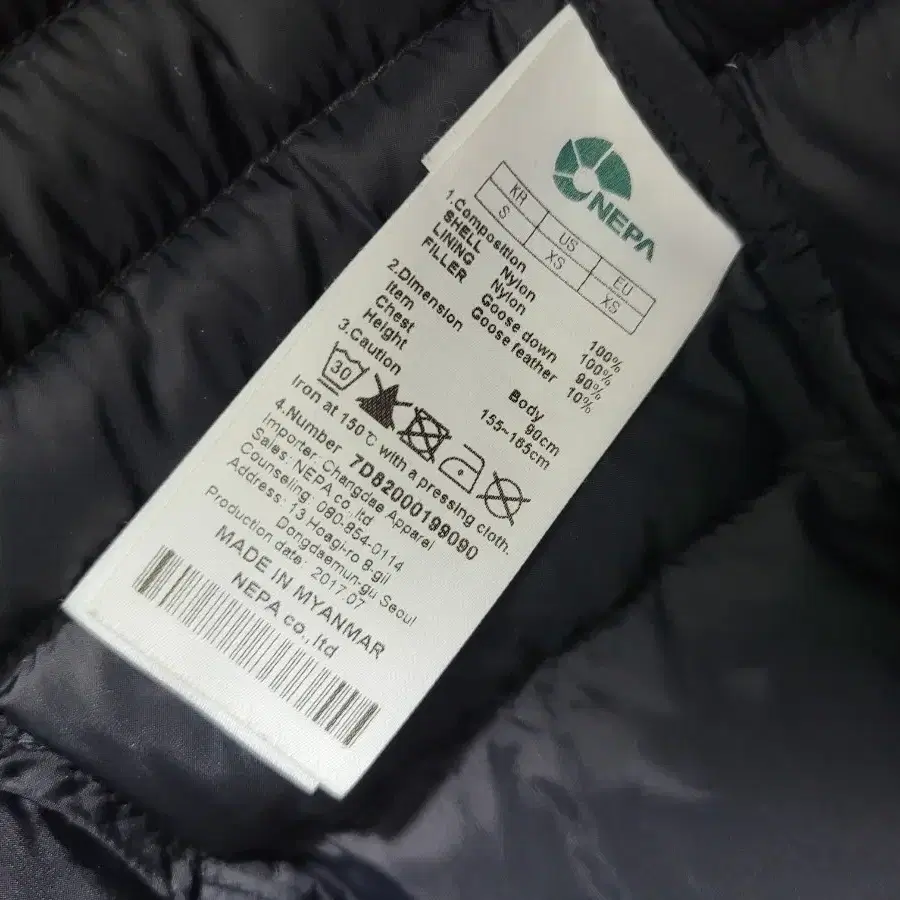 NEPA
KR US EU
S XS XS
1.Composition
SHELL Nylon 100%
LINING Nylon 100%
FILLER Goose down 90%
Goose feather 10%
2.Dimension
Item Body
Chest 90cm
Height 155~165cm
3.Caution
30
Iron at 150℃ with a pressing cloth.
4.Number 7D82000199090
Importer: Changdae Apparel
Sales: NEPA co.,ltd
Counseling: 080-854-0114
Address: 13 Hoegi-ro 8-gil
Dongdaemun-gu Seoul
Production date: 2017.07
MADE IN MYANMAR
NEPA co.,ltd